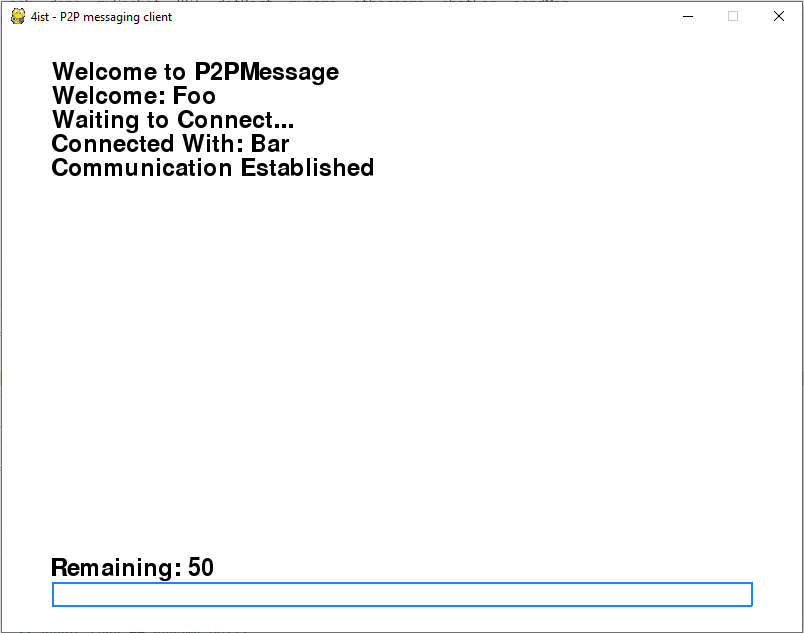 4ist - P2P messaging client
Welcome to P2PMessage
Welcome: Foo
Waiting to Connect...
Connected With: Bar
Communication Established
Remaining: 50